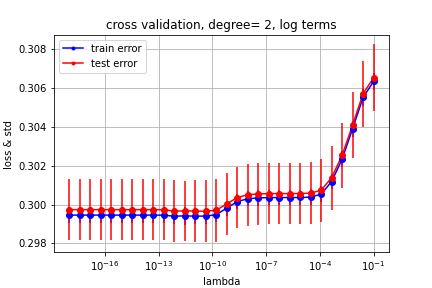 cross validation, degree= 2, log terms
train error
test error
loss & std
0.308
0.306
0.304
0.302
0.300
0.298
10⁻¹⁶
10⁻¹³
10⁻¹⁰
10⁻⁷
10⁻⁴
10⁻¹
lambda